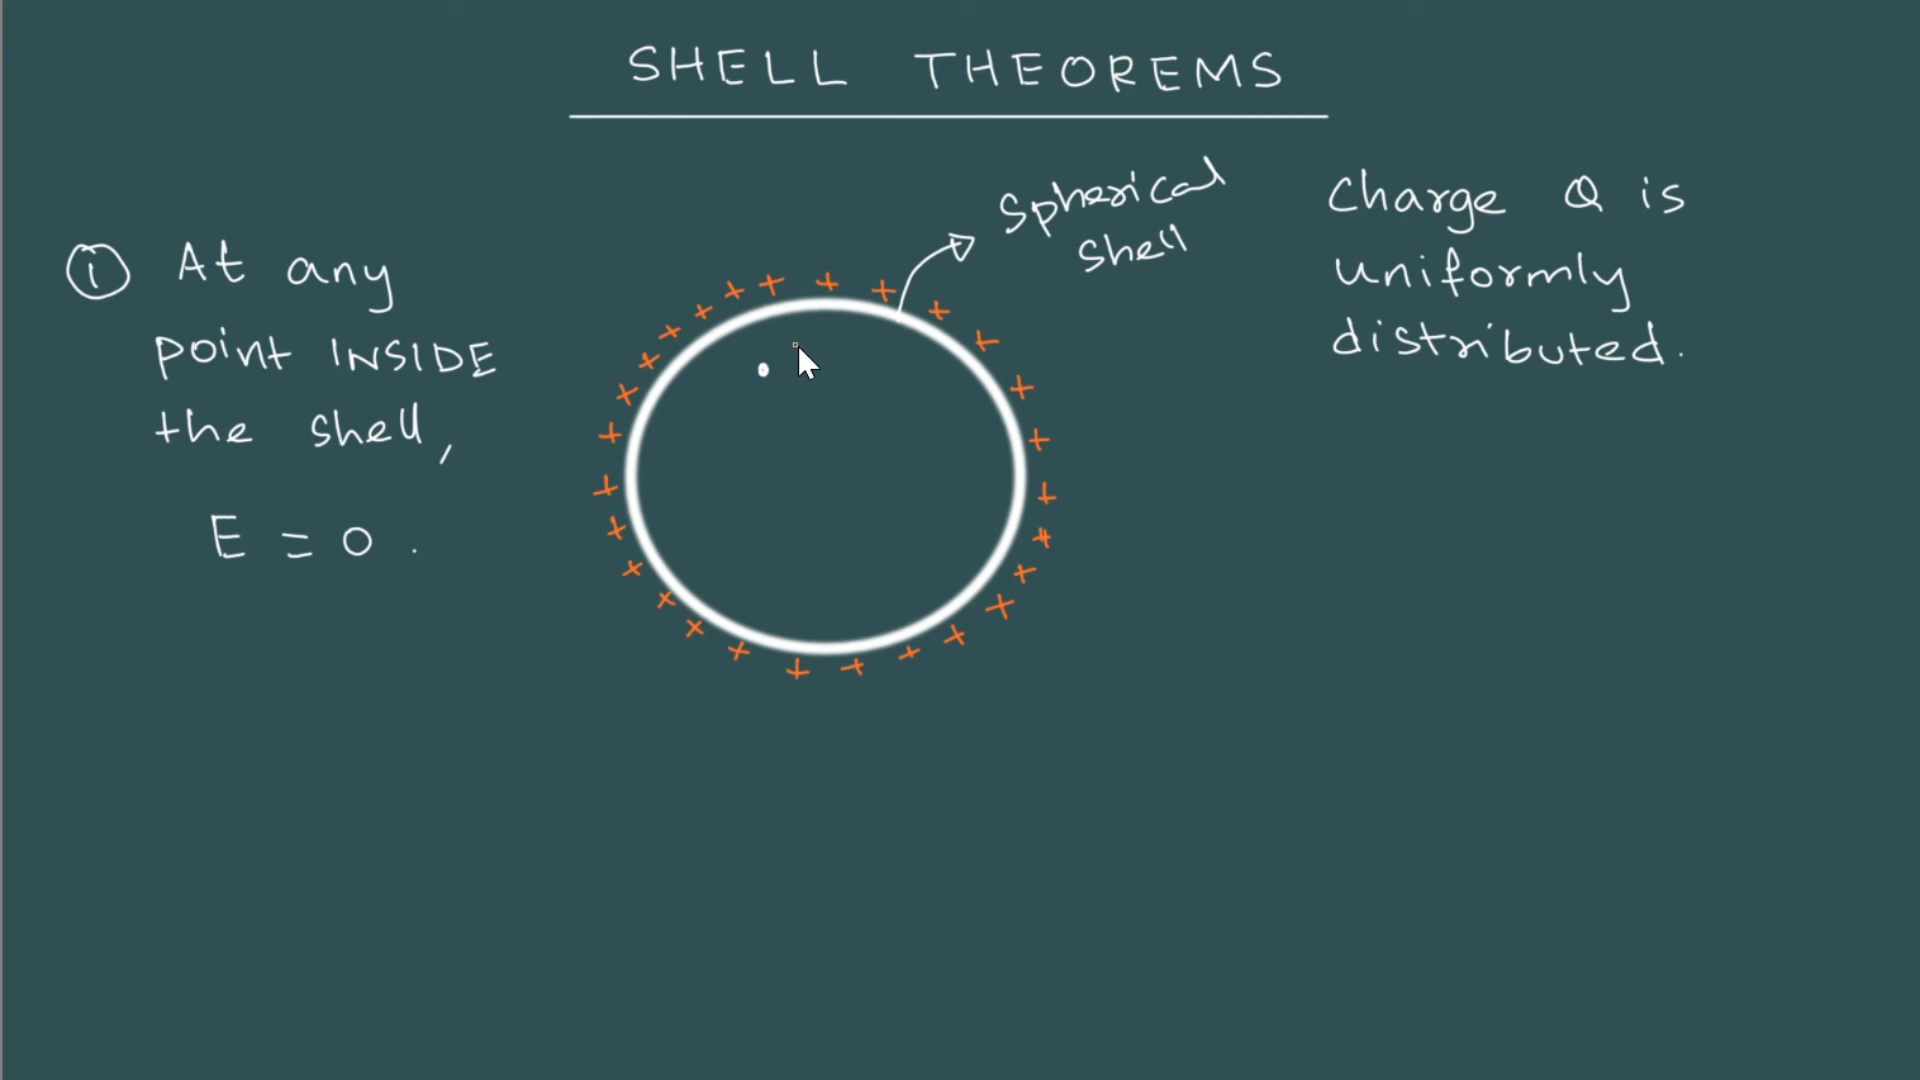 SHELL THEOREMS
Spherical
shell
Charge Q is
uniformly
distributed.
① At any
point INSIDE
the shell,
E = 0.